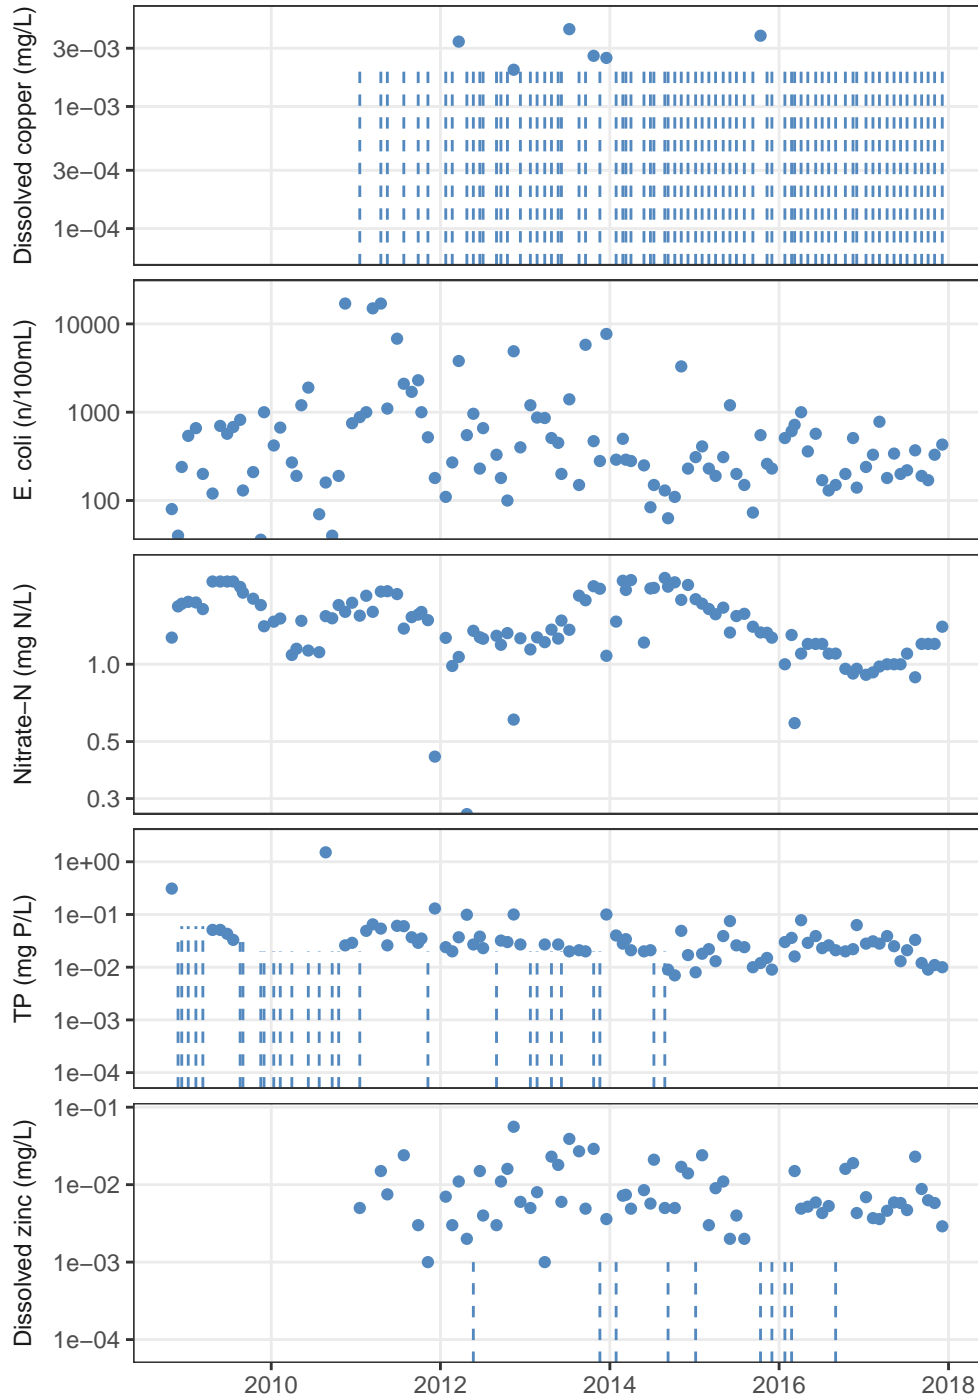 Dissolved copper (mg/L)
3e−03
1e−03
3e−04
1e−04
E. coli (n/100mL)
10000
1000
100
Nitrate−N (mg N/L)
1.0
0.5
0.3
TP (mg P/L)
1e+00
1e−01
1e−02
1e−03
1e−04
Dissolved zinc (mg/L)
1e−01
1e−02
1e−03
1e−04
2010 2012 2014 2016 2018